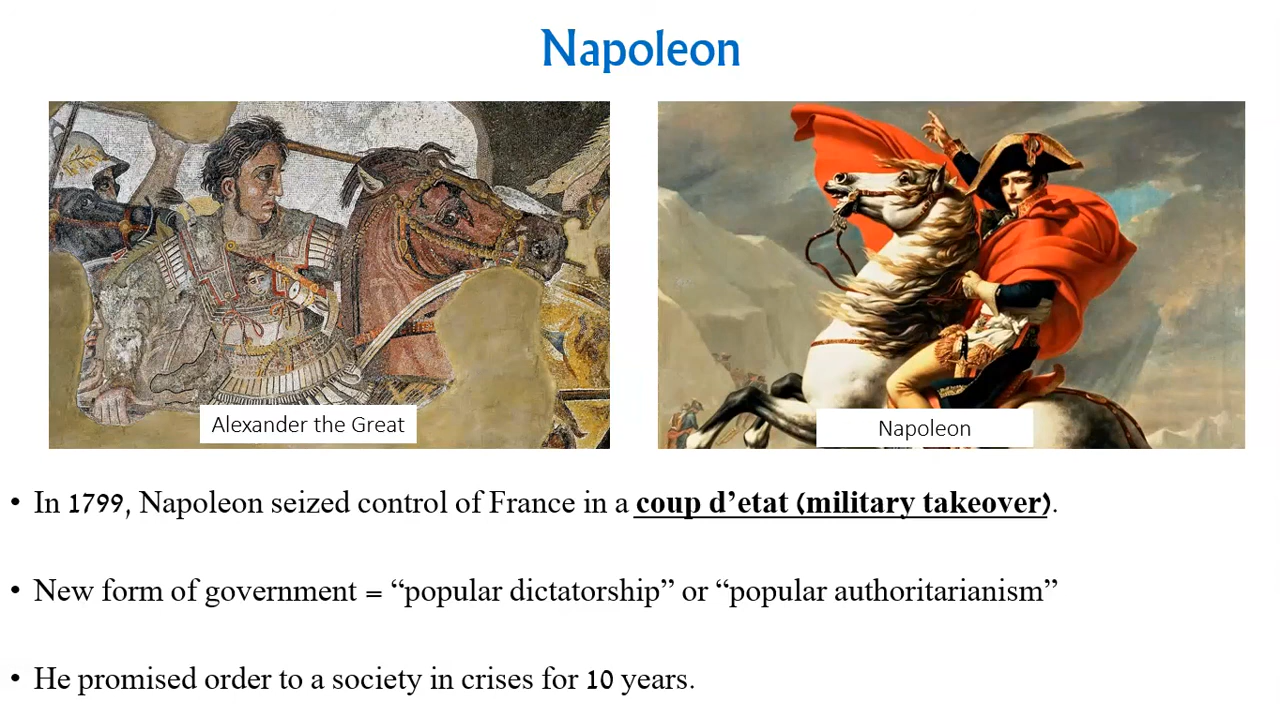 Napoleon
Alexander the Great
Napoleon
• In 1799, Napoleon seized control of France in a coup d’etat (military takeover).
• New form of government = “popular dictatorship” or “popular authoritarianism”
• He promised order to a society in crises for 10 years.